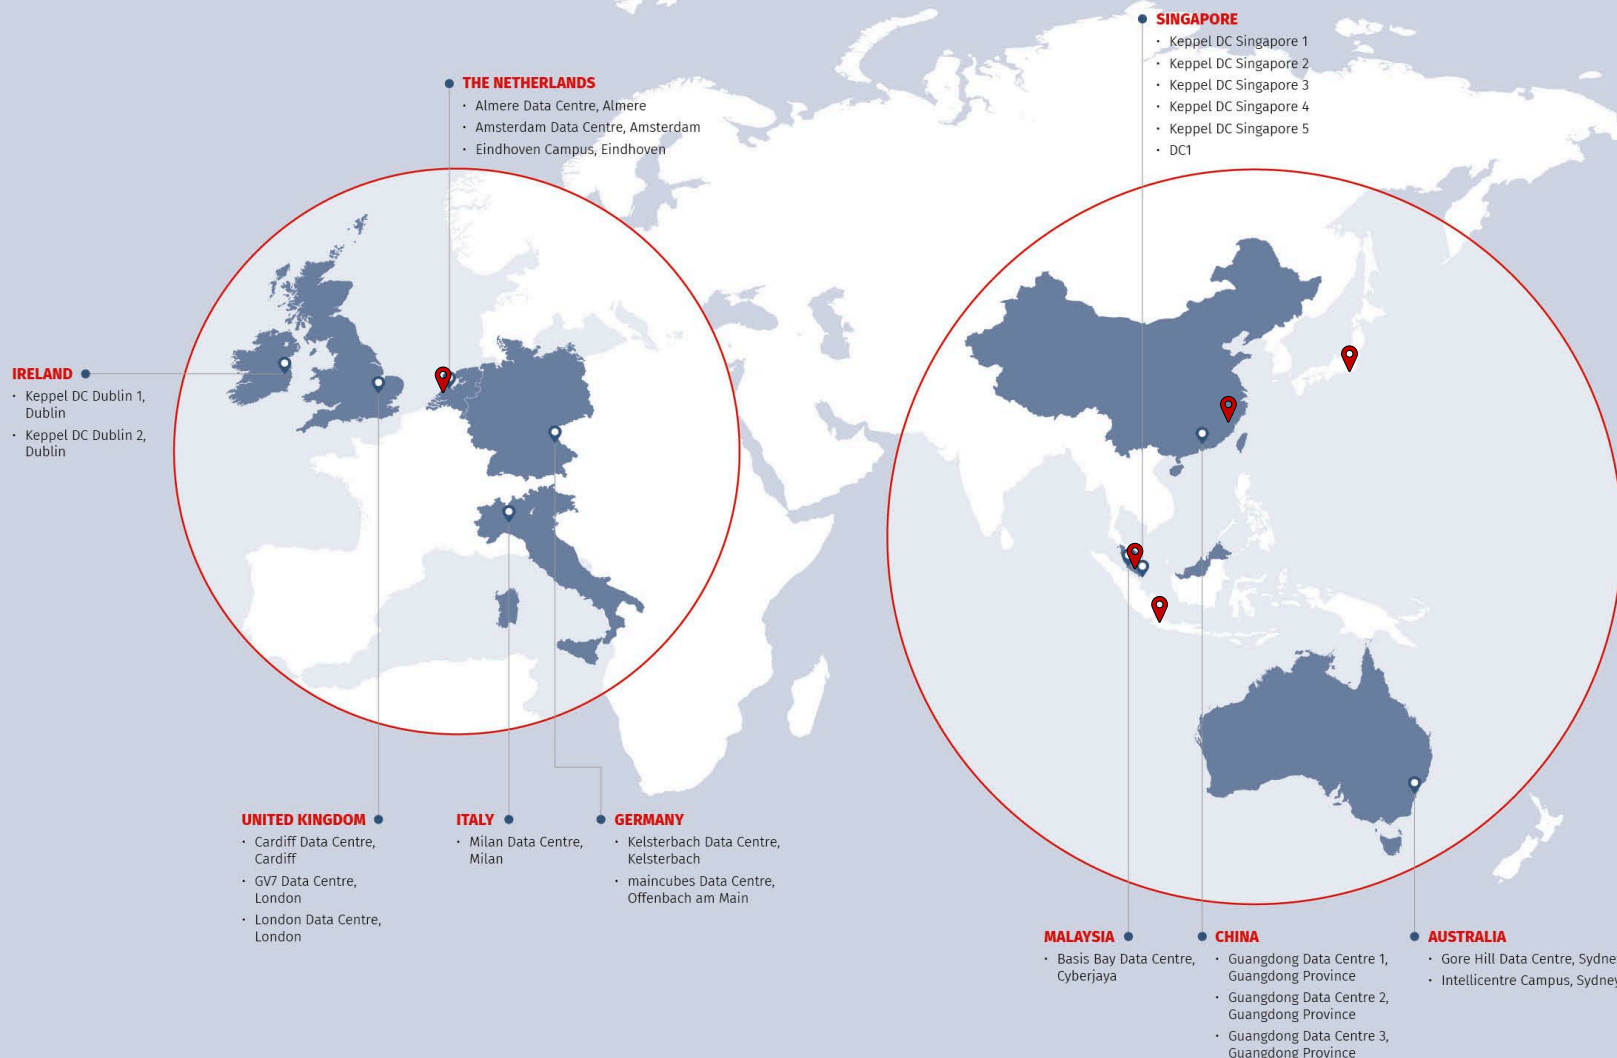 SINGAPORE
· Keppel DC Singapore 1
· Keppel DC Singapore 2
· Keppel DC Singapore 3
· Keppel DC Singapore 4
· Keppel DC Singapore 5
· DC1
THE NETHERLANDS
· Almere Data Centre, Almere
· Amsterdam Data Centre, Amsterdam
· Eindhoven Campus, Eindhoven
IRELAND
· Keppel DC Dublin 1,
Dublin
· Keppel DC Dublin 2,
Dublin
UNITED KINGDOM
· Cardiff Data Centre,
Cardiff
· GV7 Data Centre,
London
· London Data Centre,
London
ITALY
· Milan Data Centre,
Milan
GERMANY
· Kelsterbach Data Centre,
Kelsterbach
· maincubes Data Centre,
Offenbach am Main
MALAYSIA
· Basis Bay Data Centre,
Cyberjaya
CHINA
· Guangdong Data Centre 1,
Guangdong Province
· Guangdong Data Centre 2,
Guangdong Province
· Guangdong Data Centre 3,
Guangdong Province
AUSTRALIA
· Gore Hill Data Centre, Sydne
· Intellicentre Campus, Sydney